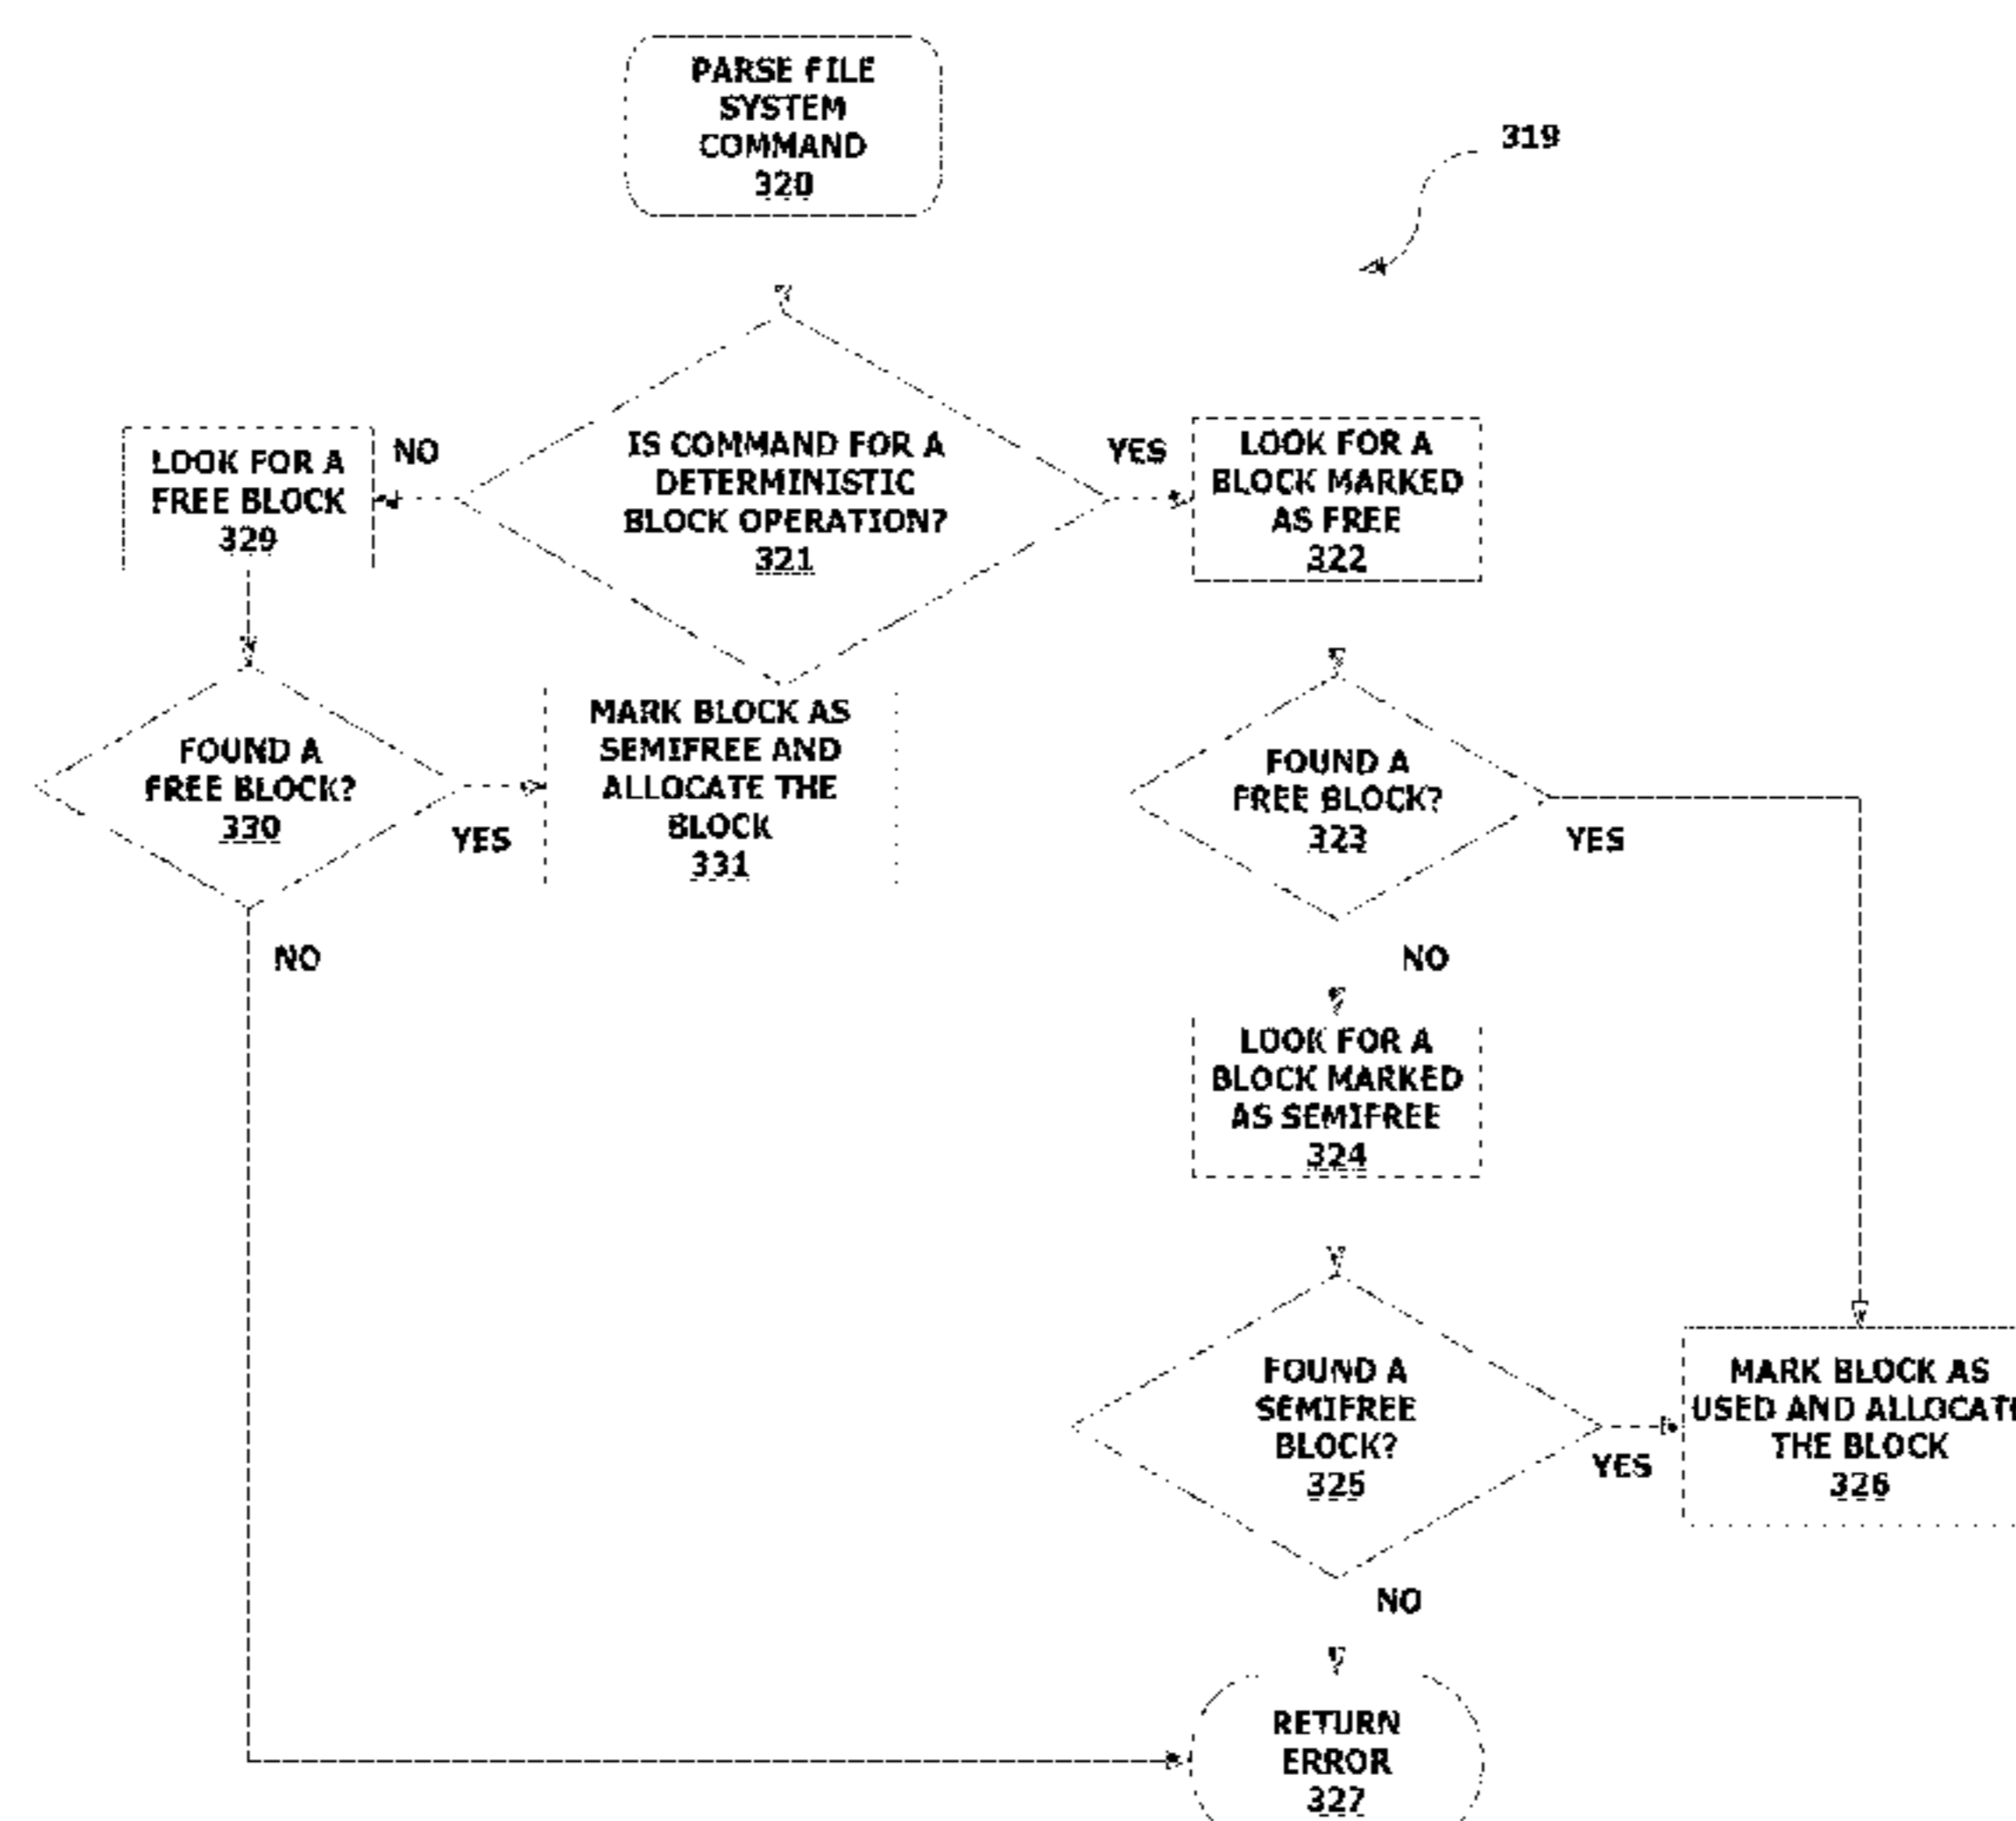 PARSE FILE
SYSTEM
COMMAND
320
319
IS COMMAND FOR A
DETERMINISTIC
BLOCK OPERATION?
321
NO
YES
LOOK FOR A
FREE BLOCK
329
LOOK FOR A
BLOCK MARKED
AS FREE
322
FOUND A
FREE BLOCK?
330
YES
NO
MARK BLOCK AS
SEMIFREE AND
ALLOCATE THE
BLOCK
331
FOUND A
FREE BLOCK?
323
YES
NO
LOOK FOR A
BLOCK MARKED
AS SEMIFREE
324
FOUND A
SEMIFREE
BLOCK?
325
YES
NO
MARK BLOCK AS
USED AND ALLOCATE
THE BLOCK
326
RETURN
ERROR
327